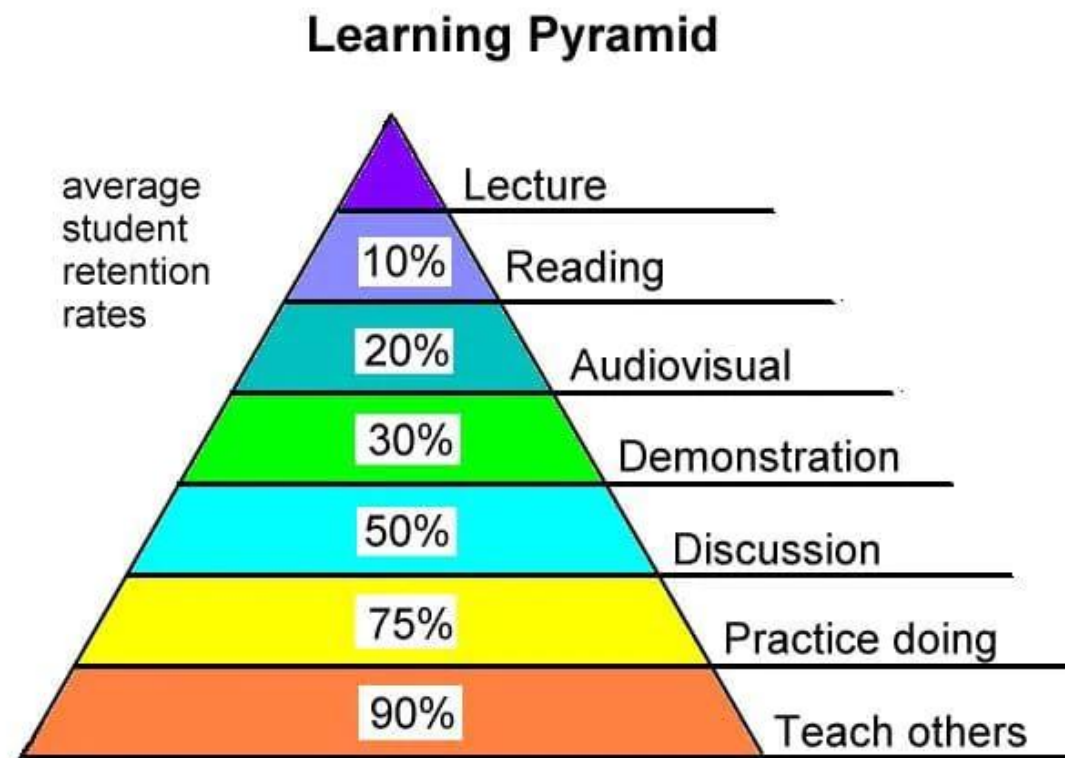 Learning Pyramid
average
student
retention
rates
Lecture
10% Reading
20% Audiovisual
30% Demonstration
50% Discussion
75% Practice doing
90% Teach others